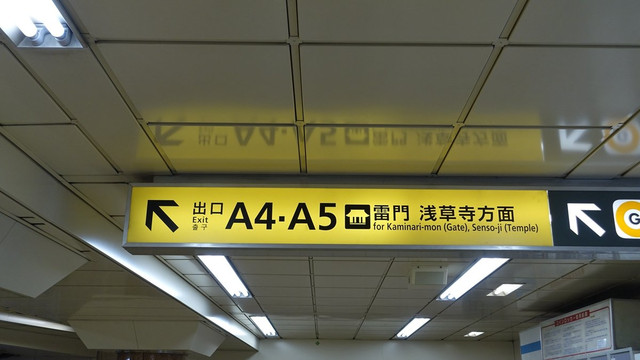 出口
Exit
출구
A4·A5
雷門 浅草寺方面
for Kaminari-mon (Gate), Senso-ji (Temple)
G